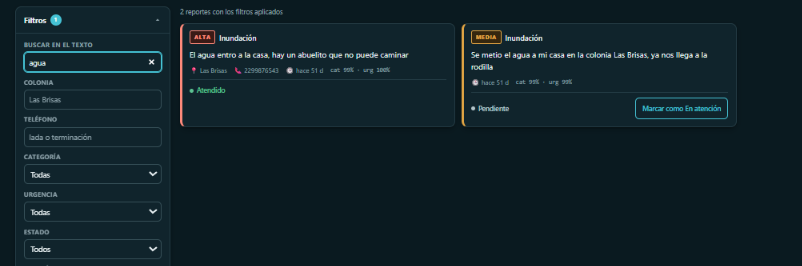 Filtros 1
BUSCAR EN EL TEXTO
agua
COLONIA
Las Brisas
TELÉFONO
lada o terminación
CATEGORÍA
Todas
URGENCIA
Todas
ESTADO
Todos
2 reportes con los filtros aplicados
ALTA Inundación
El agua entro a la casa, hay un abuelito que no puede caminar
Las Brisas 2299876543 hace 51 d cat 90% · urg 100%
Atendido
MEDIA Inundación
Se metio el agua a mi casa en la colonia Las Brisas, ya nos llega a la
rodilla
hace 51 d cat 99% · urg 99%
Pendiente
Marcar como En atención